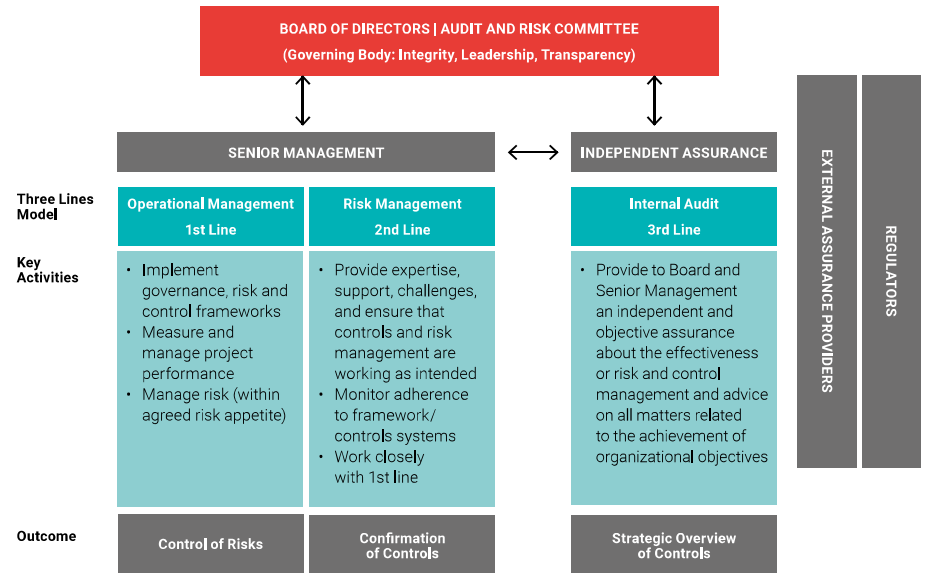 BOARD OF DIRECTORS | AUDIT AND RISK COMMITTEE
(Governing Body: Integrity, Leadership, Transparency)
SENIOR MANAGEMENT
INDEPENDENT ASSURANCE
Three Lines
Model
Operational Management
1st Line
Risk Management
2nd Line
Internal Audit
3rd Line
Key
Activities
• Implement
governance, risk and
control frameworks
• Measure and
manage project
performance
• Manage risk (within
agreed risk appetite)
• Provide expertise,
support, challenges,
and ensure that
controls and risk
management are
working as intended
• Monitor adherence
to framework/
controls systems
• Work closely
with 1st line
• Provide to Board and
Senior Management
an independent and
objective assurance
about the effectiveness
or risk and control
management and advice
on all matters related
to the achievement of
organizational objectives
Outcome
Control of Risks
Confirmation
of Controls
Strategic Overview
of Controls
EXTERNAL ASSURANCE PROVIDERS
REGULATORS